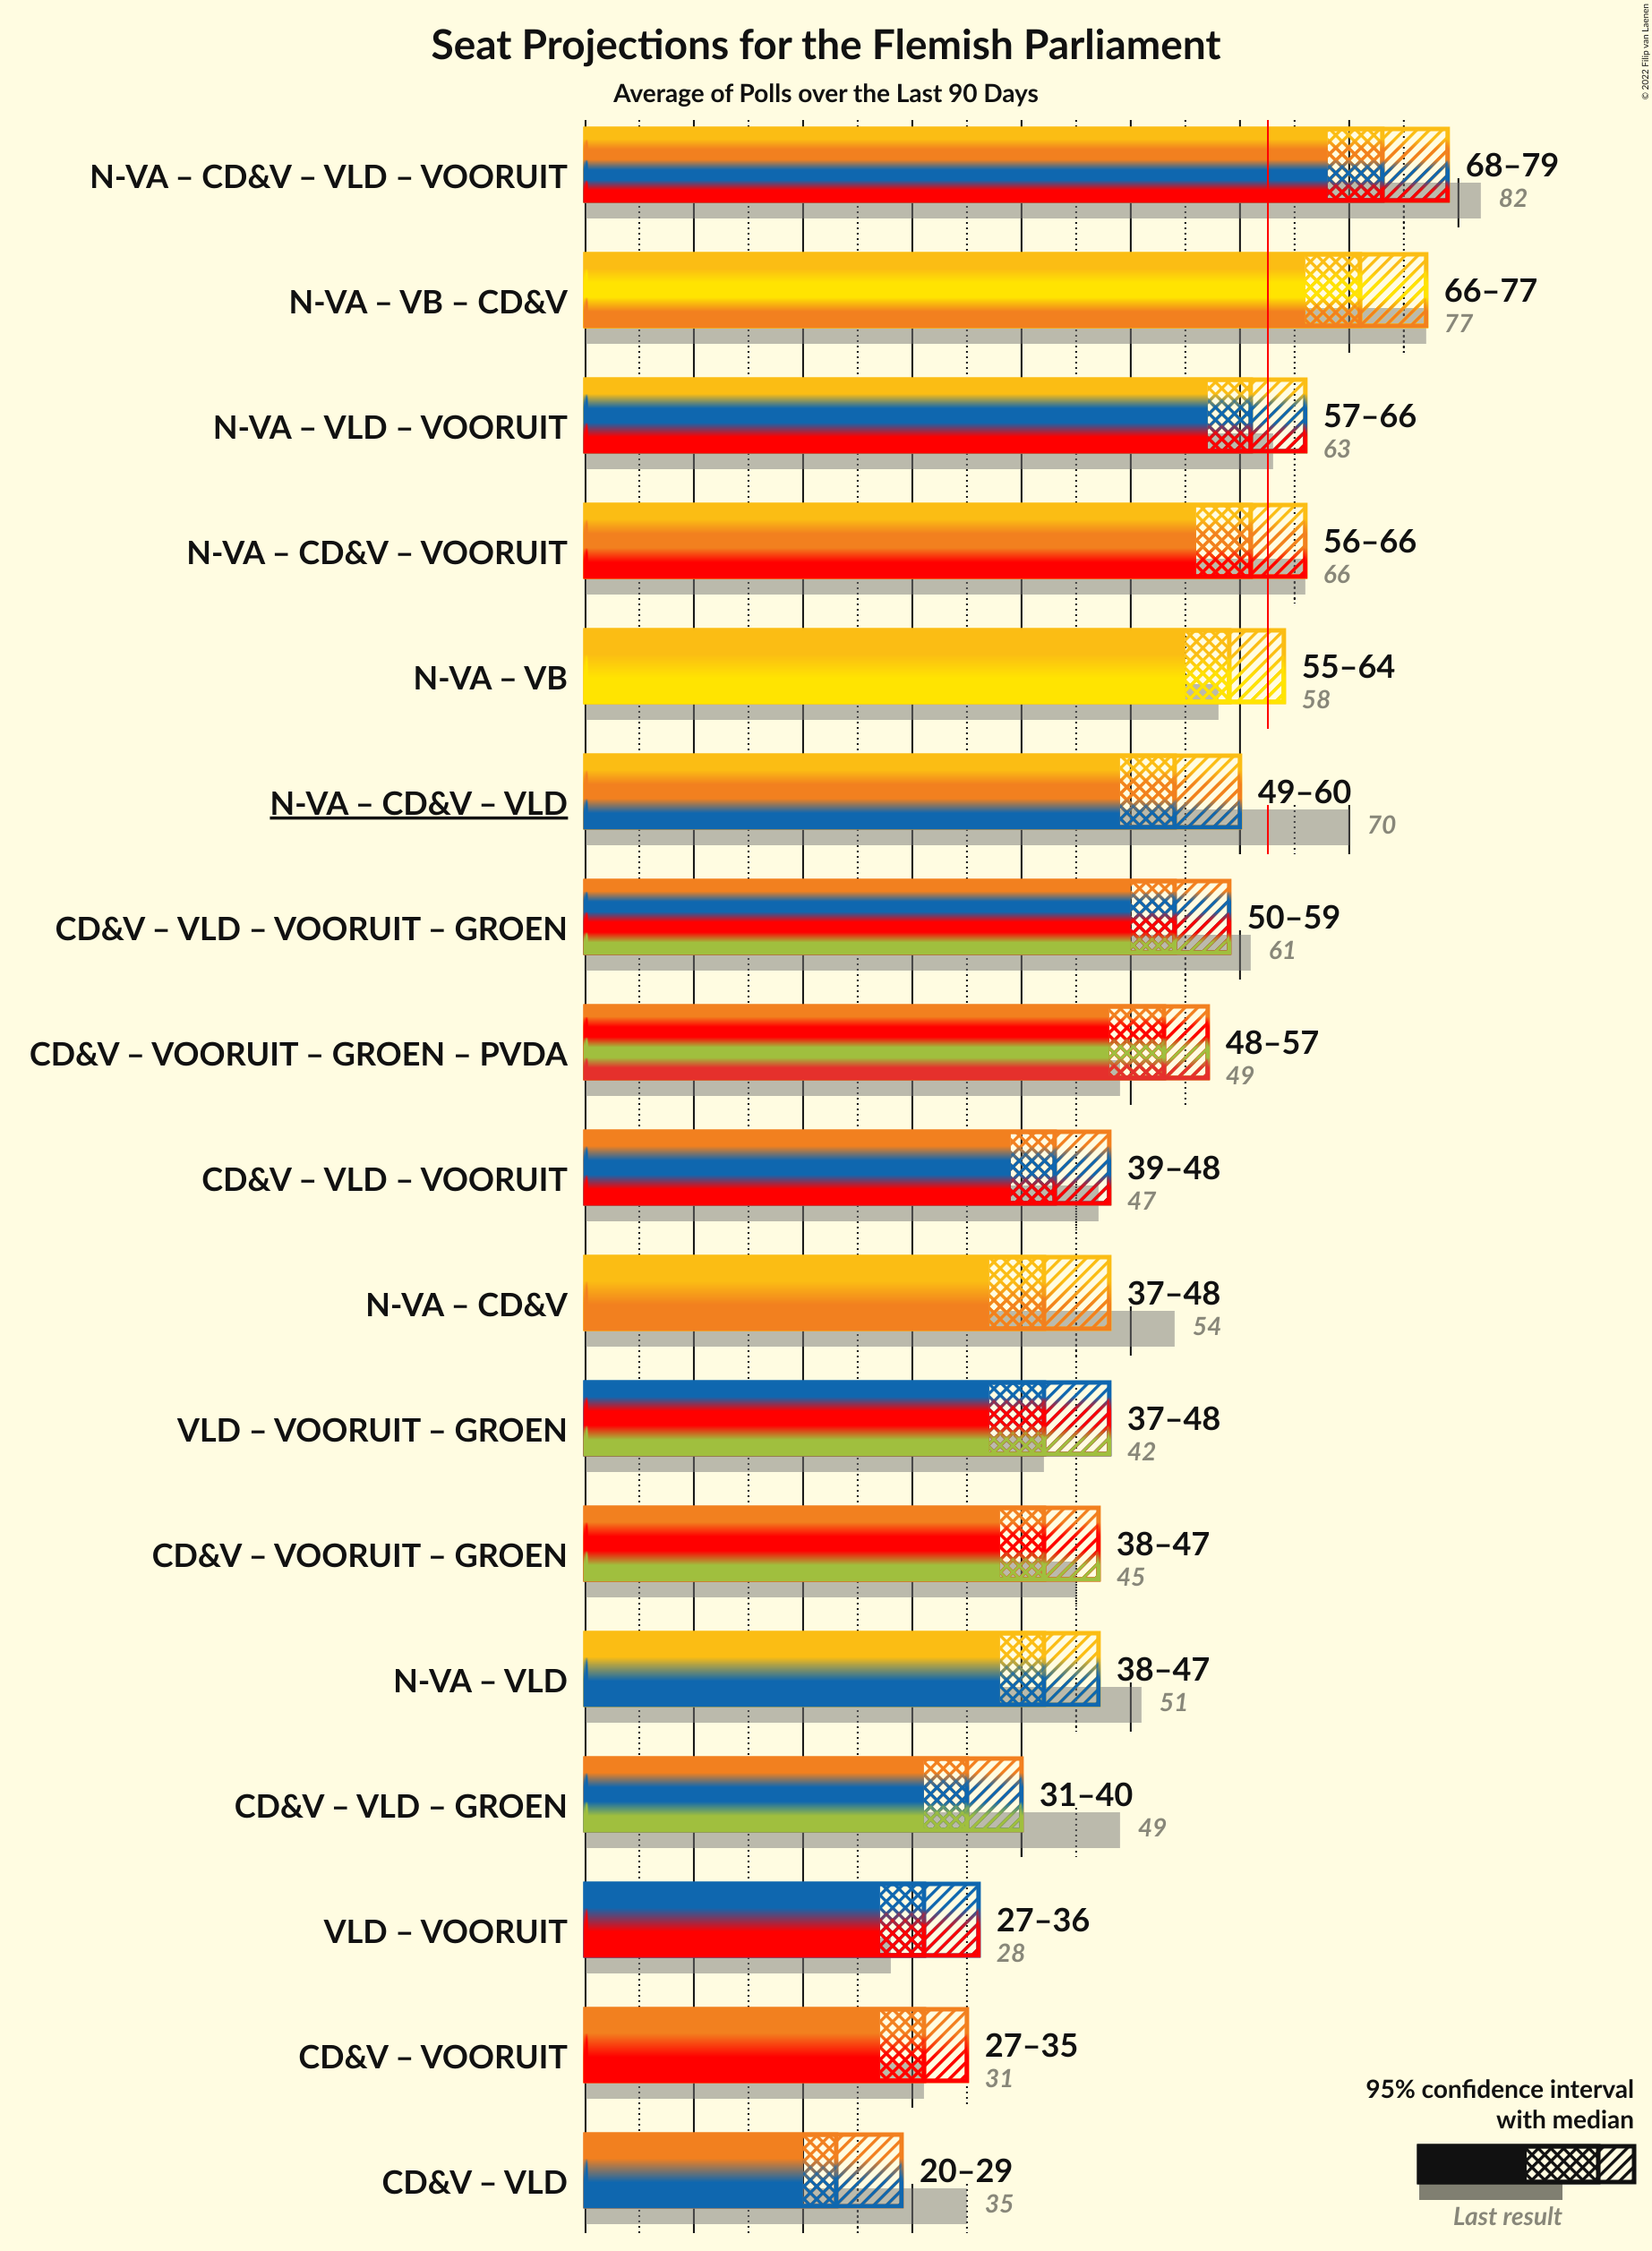 Seat Projections for the Flemish Parliament
Average of Polls over the Last 90 Days
© 2022 Filip van Laenen
N-VA – CD&V – VLD – VOORUIT
68–79
82
N-VA – VB – CD&V
66–77
77
N-VA – VLD – VOORUIT
57–66
63
N-VA – CD&V – VOORUIT
56–66
66
N-VA – VB
55–64
58
N-VA – CD&V – VLD
49–60
70
CD&V – VLD – VOORUIT – GROEN
50–59
61
CD&V – VOORUIT – GROEN – PVDA
48–57
49
CD&V – VLD – VOORUIT
39–48
47
N-VA – CD&V
37–48
54
VLD – VOORUIT – GROEN
37–48
42
CD&V – VOORUIT – GROEN
38–47
45
N-VA – VLD
38–47
51
CD&V – VLD – GROEN
31–40
49
VLD – VOORUIT
27–36
28
CD&V – VOORUIT
27–35
31
CD&V – VLD
20–29
35
95% confidence interval
with median
Last result